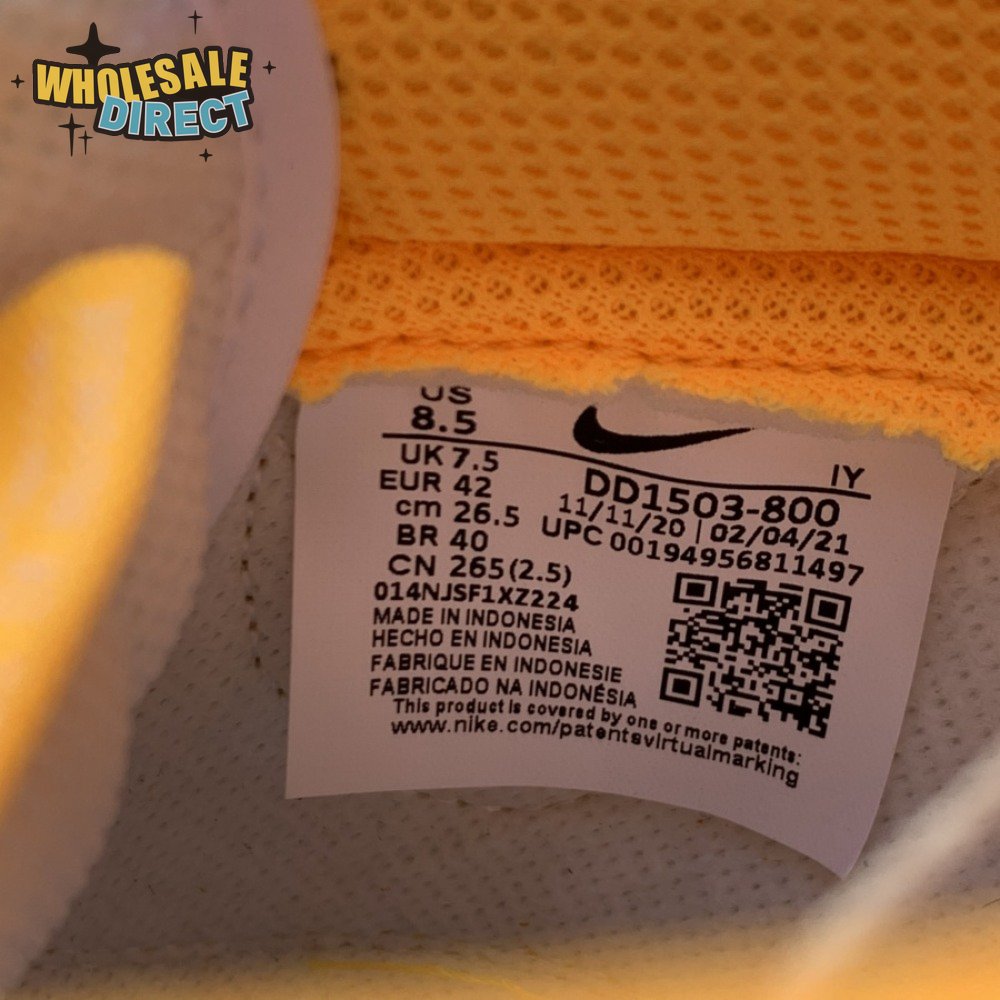 WHOLESALE
DIRECT
US
8.5
UK 7.5
EUR 42
cm 26.5
BR 40
CN 265(2.5)
IY
DD1503-800
11/11/20 | 02/04/21
UPC 00194956811497
014NJSF1XZ224
MADE IN INDONESIA
HECHO EN INDONESIA
FABRIQUE EN INDONESIE
FABRICADO NA INDONÉSIA
This product is covered by one or more patents:
www.nike.com/patentsvirtualmarking